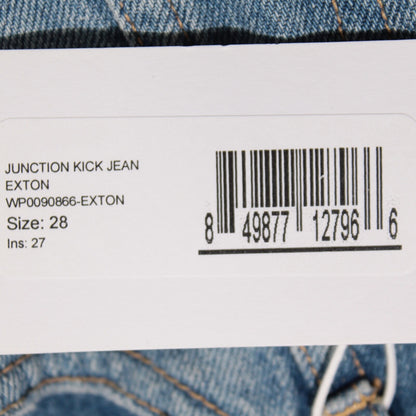 JUNCTION KICK JEAN
EXTON
WP0090866-EXTON
Size: 28
Ins: 27
8 49877 12796 6